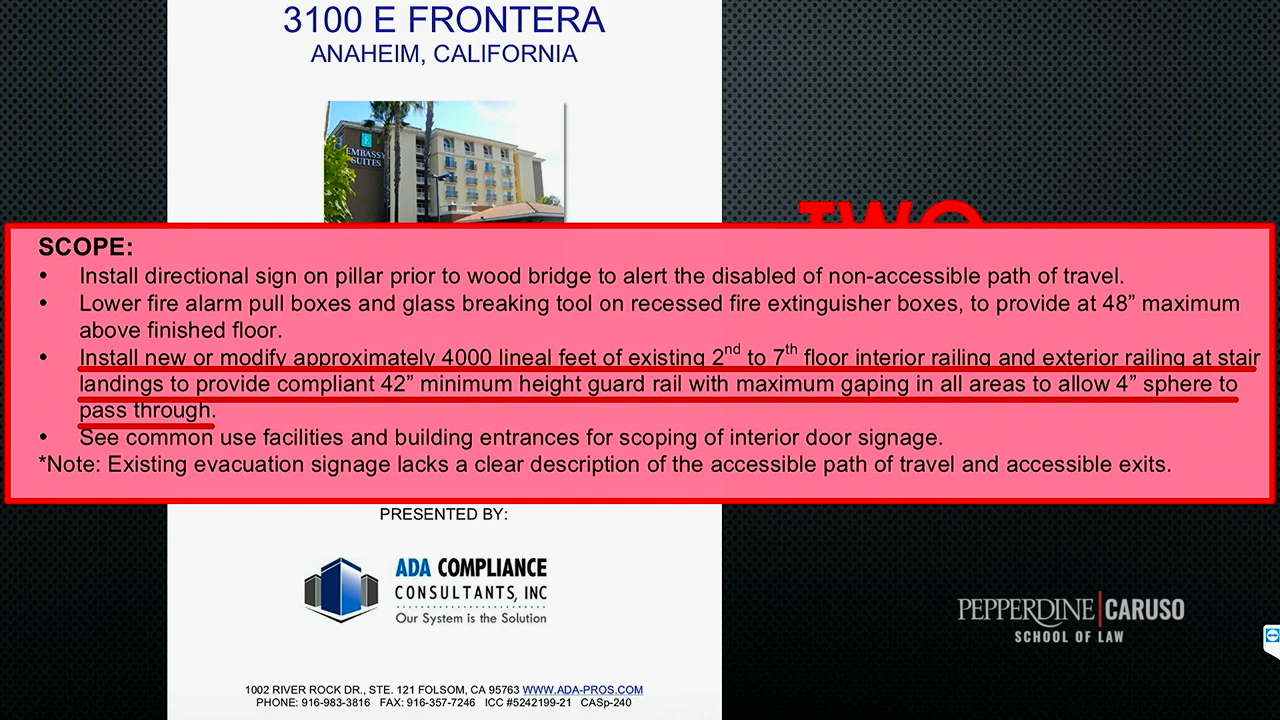 3100 E FRONTERA
ANAHEIM, CALIFORNIA
EMBASSY
SUITES
TWO
SCOPE:
• Install directional sign on pillar prior to wood bridge to alert the disabled of non-accessible path of travel.
• Lower fire alarm pull boxes and glass breaking tool on recessed fire extinguisher boxes, to provide at 48” maximum
above finished floor.
• Install new or modify approximately 4000 lineal feet of existing 2nd to 7th floor interior railing and exterior railing at stair
landings to provide compliant 42” minimum height guard rail with maximum gaping in all areas to allow 4” sphere to
pass through.
• See common use facilities and building entrances for scoping of interior door signage.
*Note: Existing evacuation signage lacks a clear description of the accessible path of travel and accessible exits.
PRESENTED BY:
ADA COMPLIANCE
CONSULTANTS, INC
Our System is the Solution
PEPPERDINE | CARUSO
SCHOOL OF LAW
1002 RIVER ROCK DR., STE. 121 FOLSOM, CA 95763 WWW.ADA-PROS.COM
PHONE: 916-983-3816 FAX: 916-357-7246 ICC #5242199-21 CASp-240